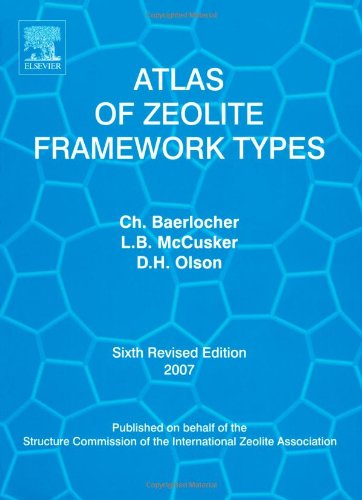 ELSEVIER
ATLAS
OF ZEOLITE
FRAMEWORK TYPES
Ch. Baerlocher
L.B. McCusker
D.H. Olson
Sixth Revised Edition
2007
Published on behalf of the
Structure Commission of the International Zeolite Association